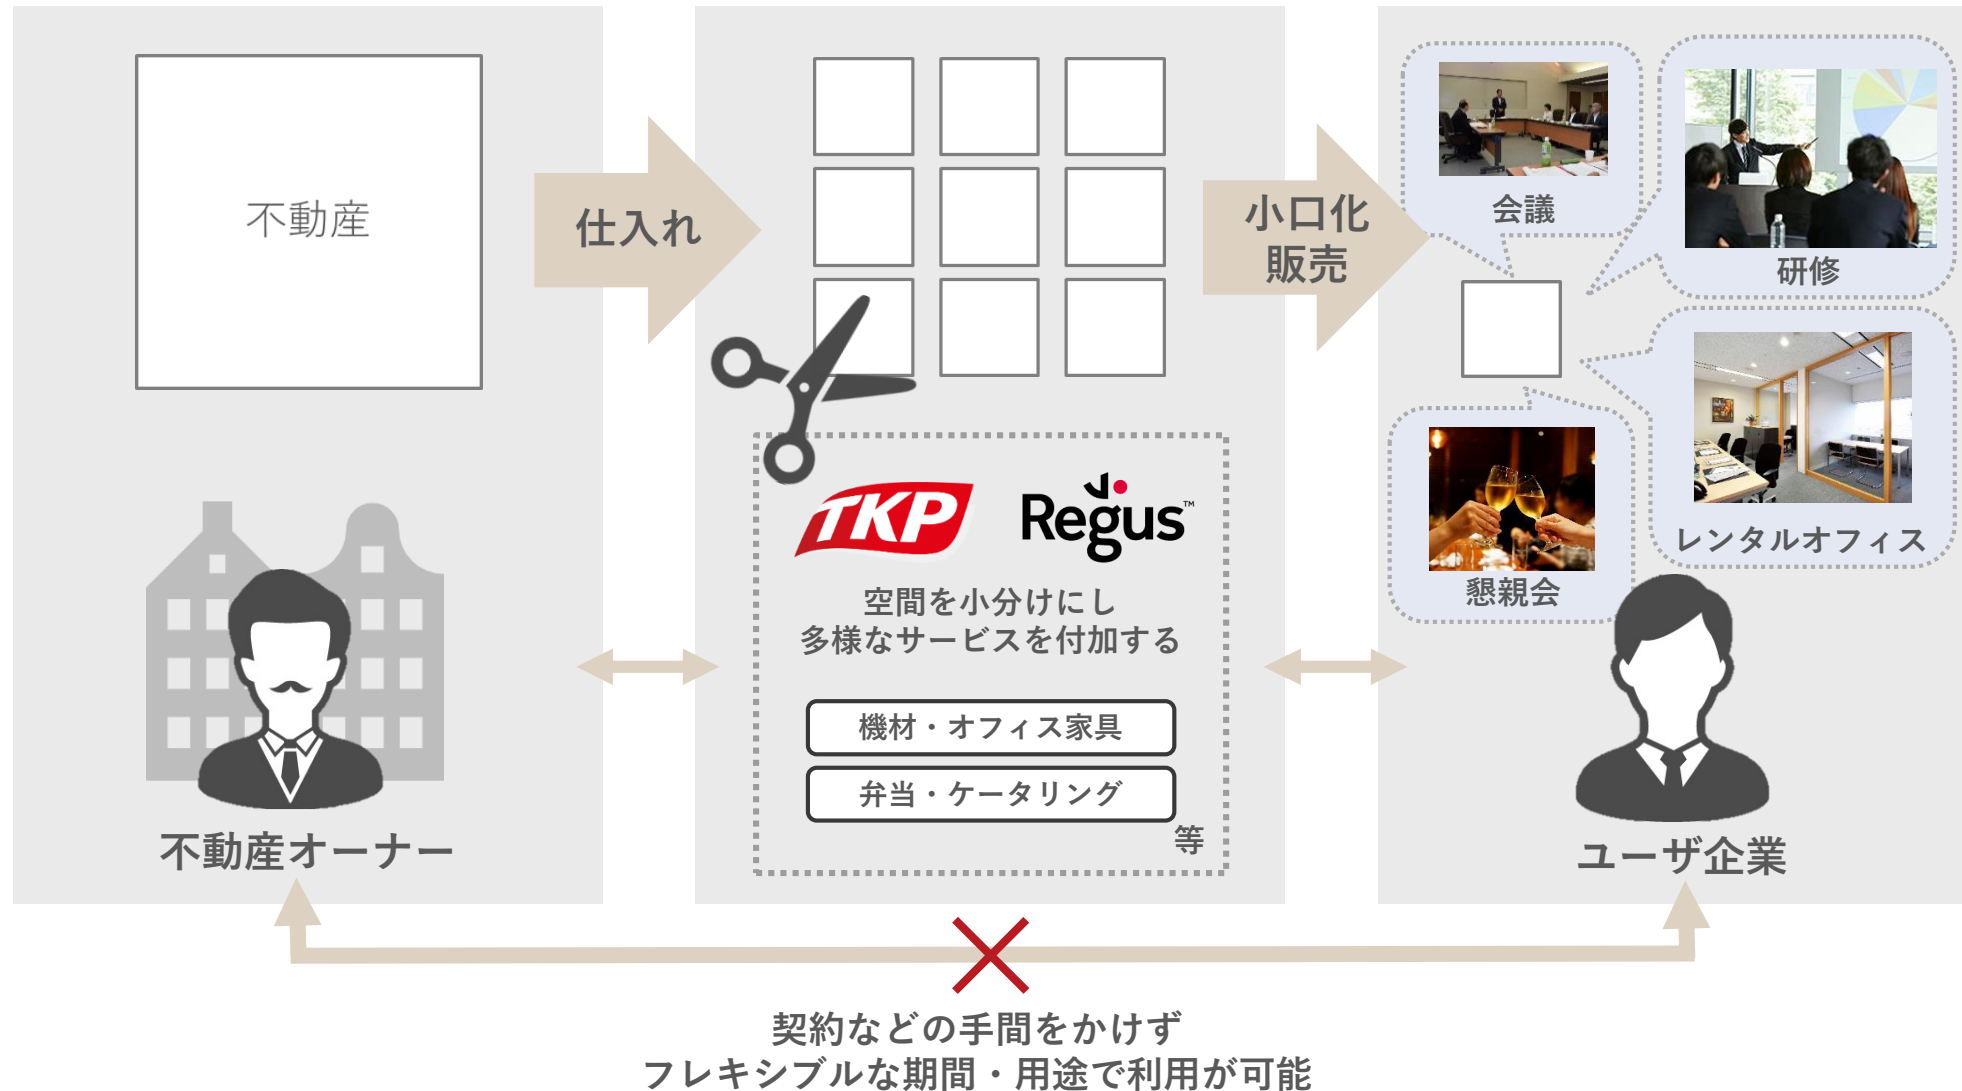 不動産
仕入れ
小口化
販売
会議
研修
レンタルオフィス
懇親会
TKP
Regus™
空間を小分けにし
多様なサービスを付加する
機材・オフィス家具
弁当・ケータリング
等
不動産オーナー
ユーザ企業
契約などの手間をかけず
フレキシブルな期間・用途で利用が可能